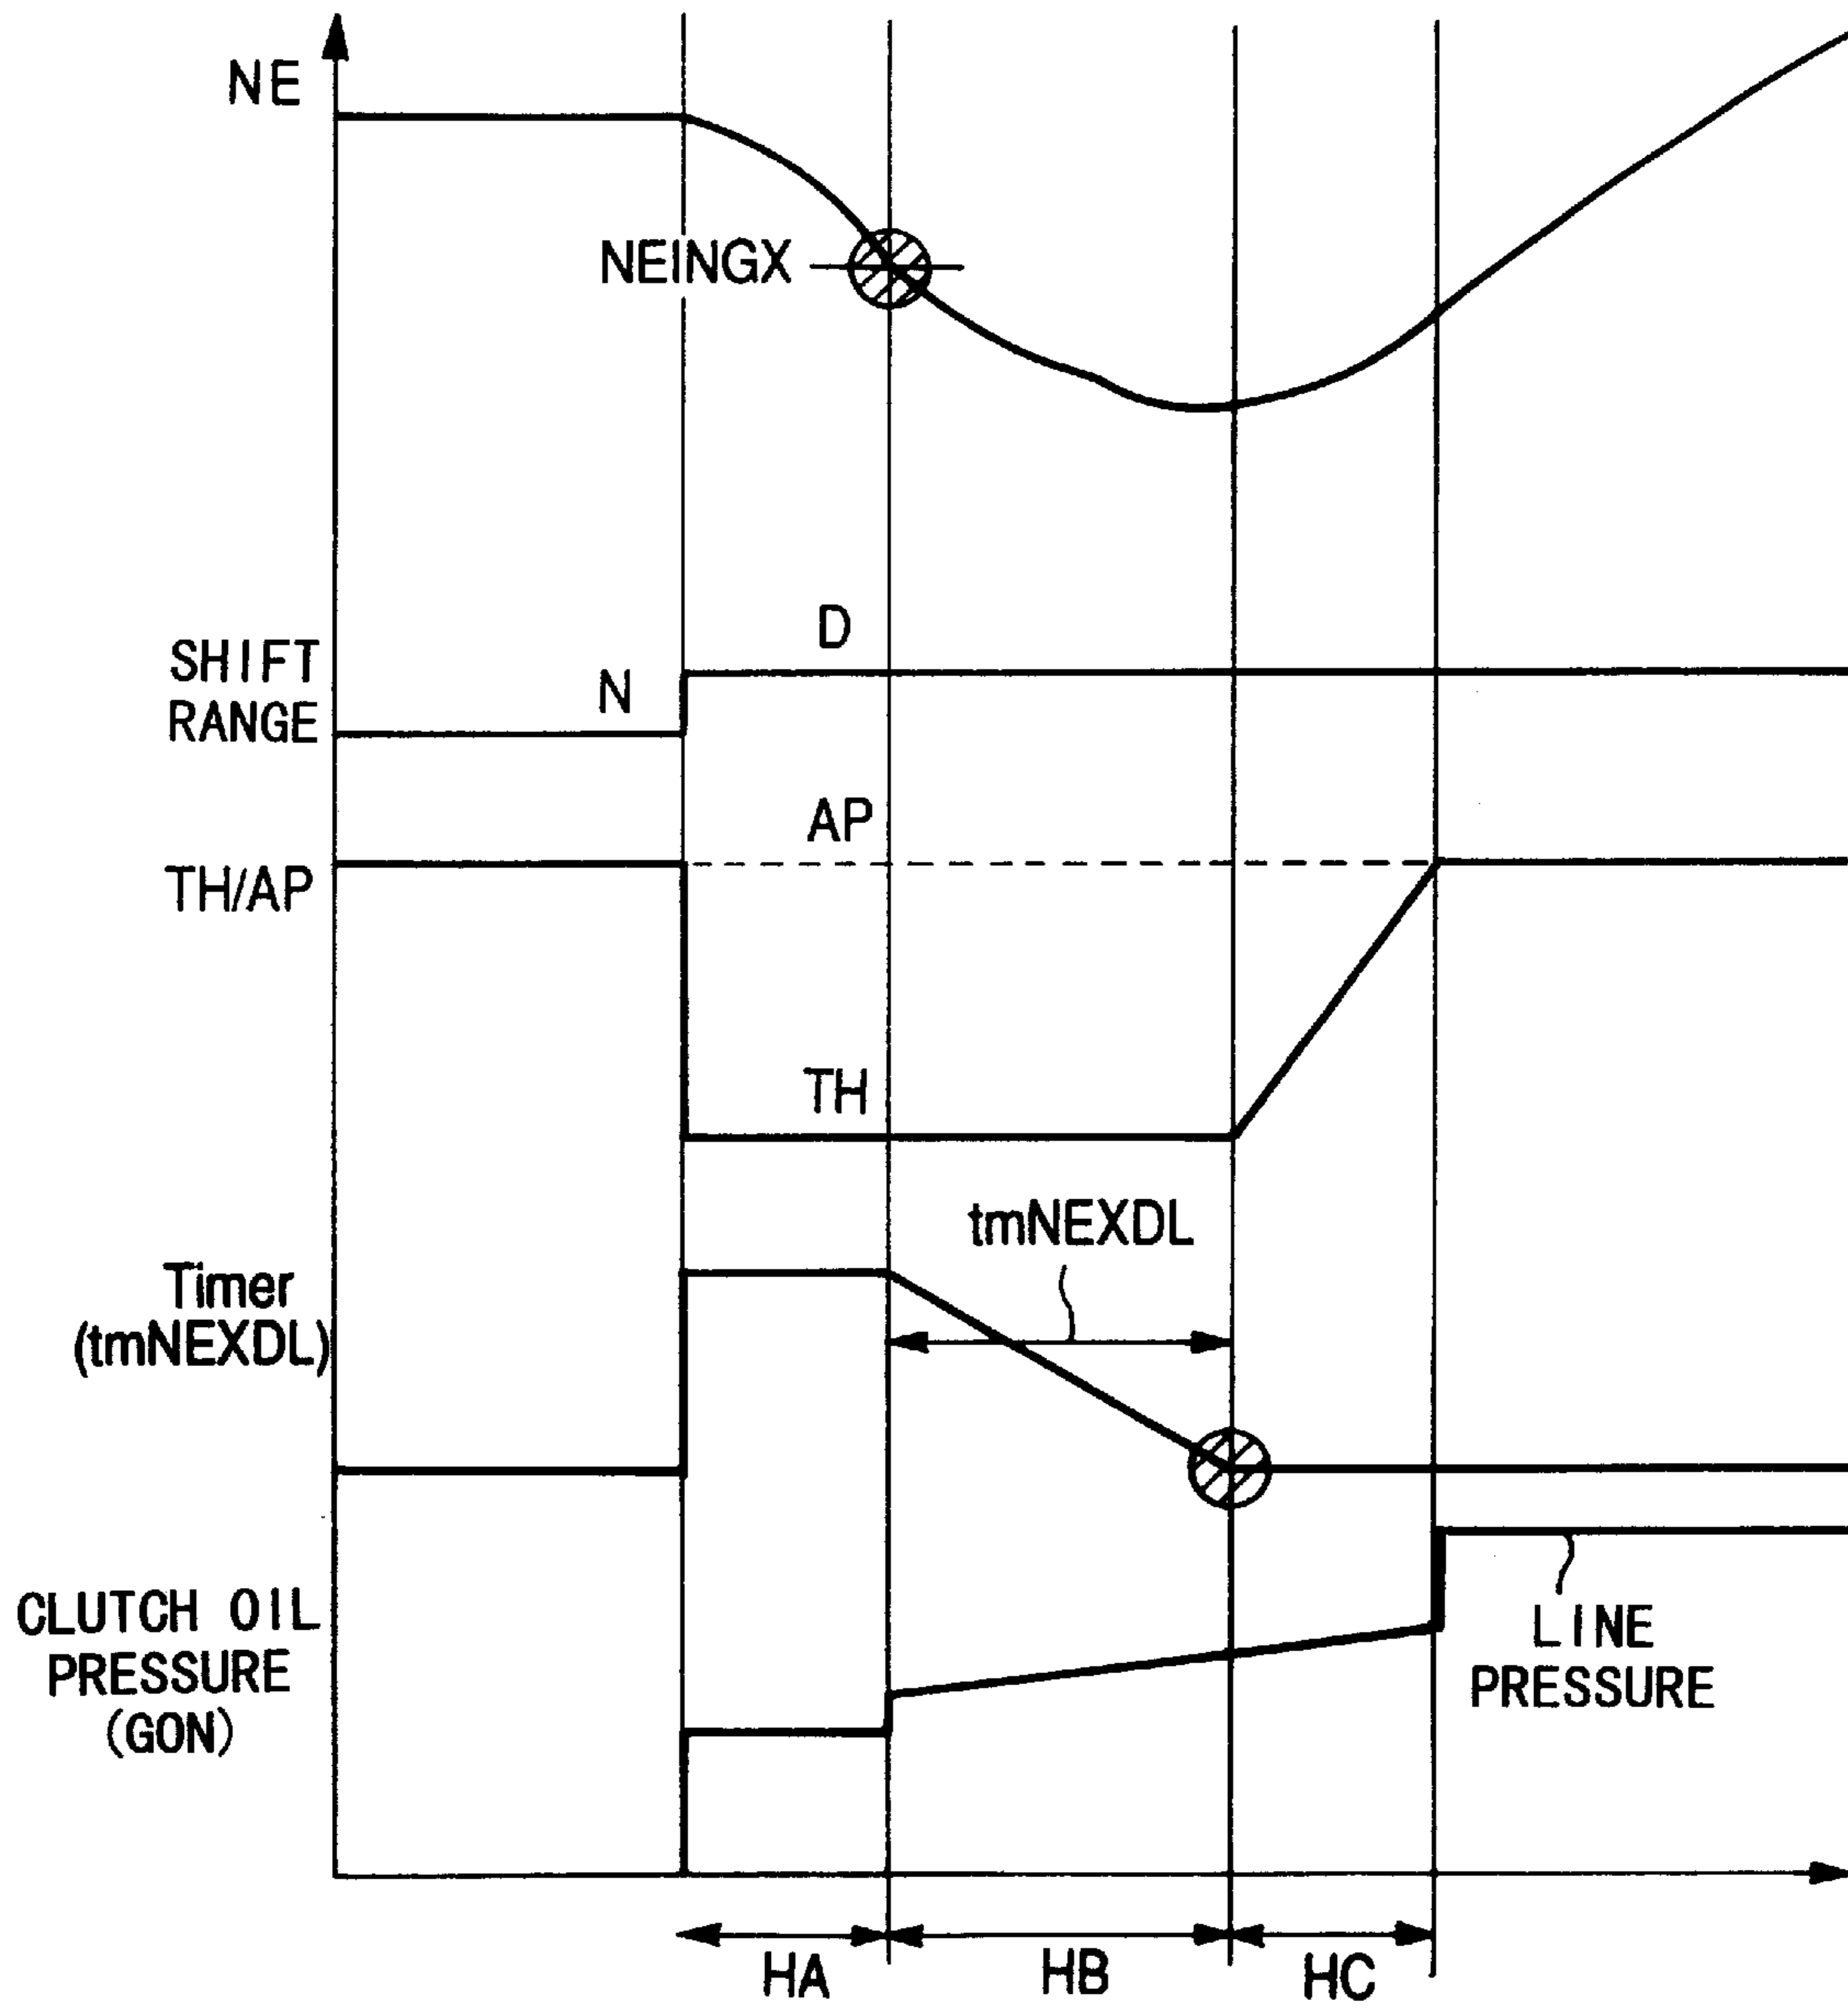 NE
NEINGX
D
SHIFT
RANGE
N
AP
TH/AP
TH
tmNEXDL
Timer
(tmNEXDL)
CLUTCH OIL
PRESSURE
(GON)
LINE
PRESSURE
HA
HB
HC